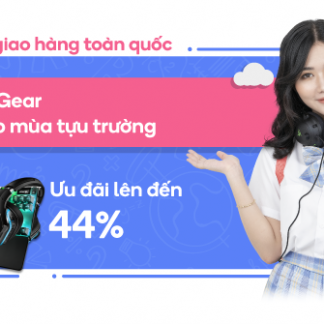 giao hàng toàn quốc
Gear
mùa tựu trường
Ưu đãi lên đến
44%